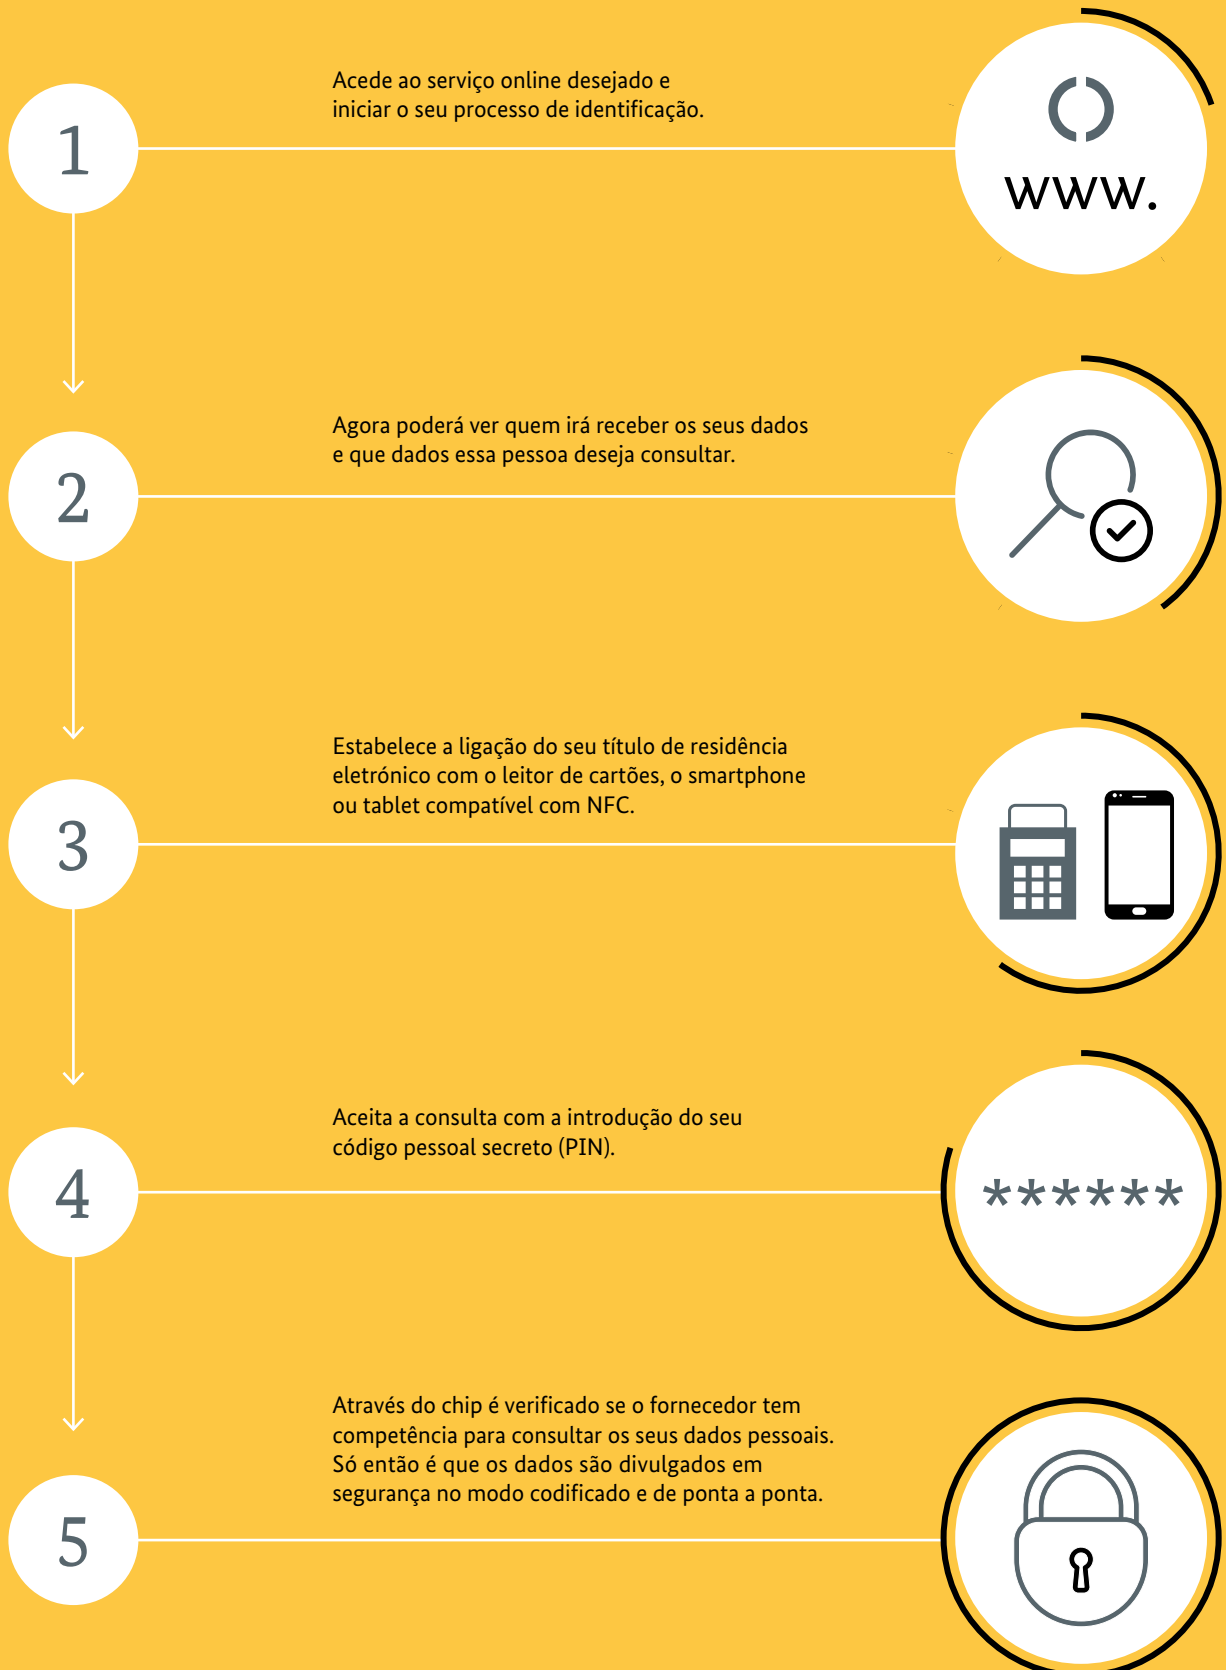 Acede ao serviço online desejado e
iniciar o seu processo de identificação.
1
www.
Agora poderá ver quem irá receber os seus dados
e que dados essa pessoa deseja consultar.
2
Estabelece a ligação do seu título de residência
eletrónico com o leitor de cartões, o smartphone
ou tablet compatível com NFC.
3
Aceita a consulta com a introdução do seu
código pessoal secreto (PIN).
4
******
Através do chip é verificado se o fornecedor tem
competência para consultar os seus dados pessoais.
Só então é que os dados são divulgados em
segurança no modo codificado e de ponta a ponta.
5